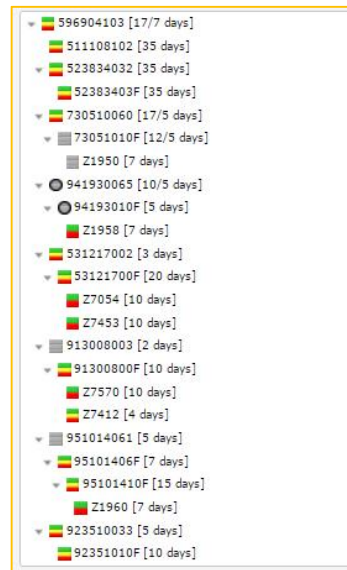 596904103 [17/7 days]
511108102 [35 days]
523834032 [35 days]
52383403F [35 days]
730510060 [17/5 days]
73051010F [12/5 days]
Z1950 [7 days]
941930065 [10/5 days]
94193010F [5 days]
Z1958 [7 days]
531217002 [3 days]
53121700F [20 days]
Z7054 [10 days]
Z7453 [10 days]
913008003 [2 days]
91300800F [10 days]
Z7570 [10 days]
Z7412 [4 days]
951014061 [5 days]
95101406F [7 days]
95101410F [15 days]
Z1960 [7 days]
923510033 [5 days]
92351010F [10 days]